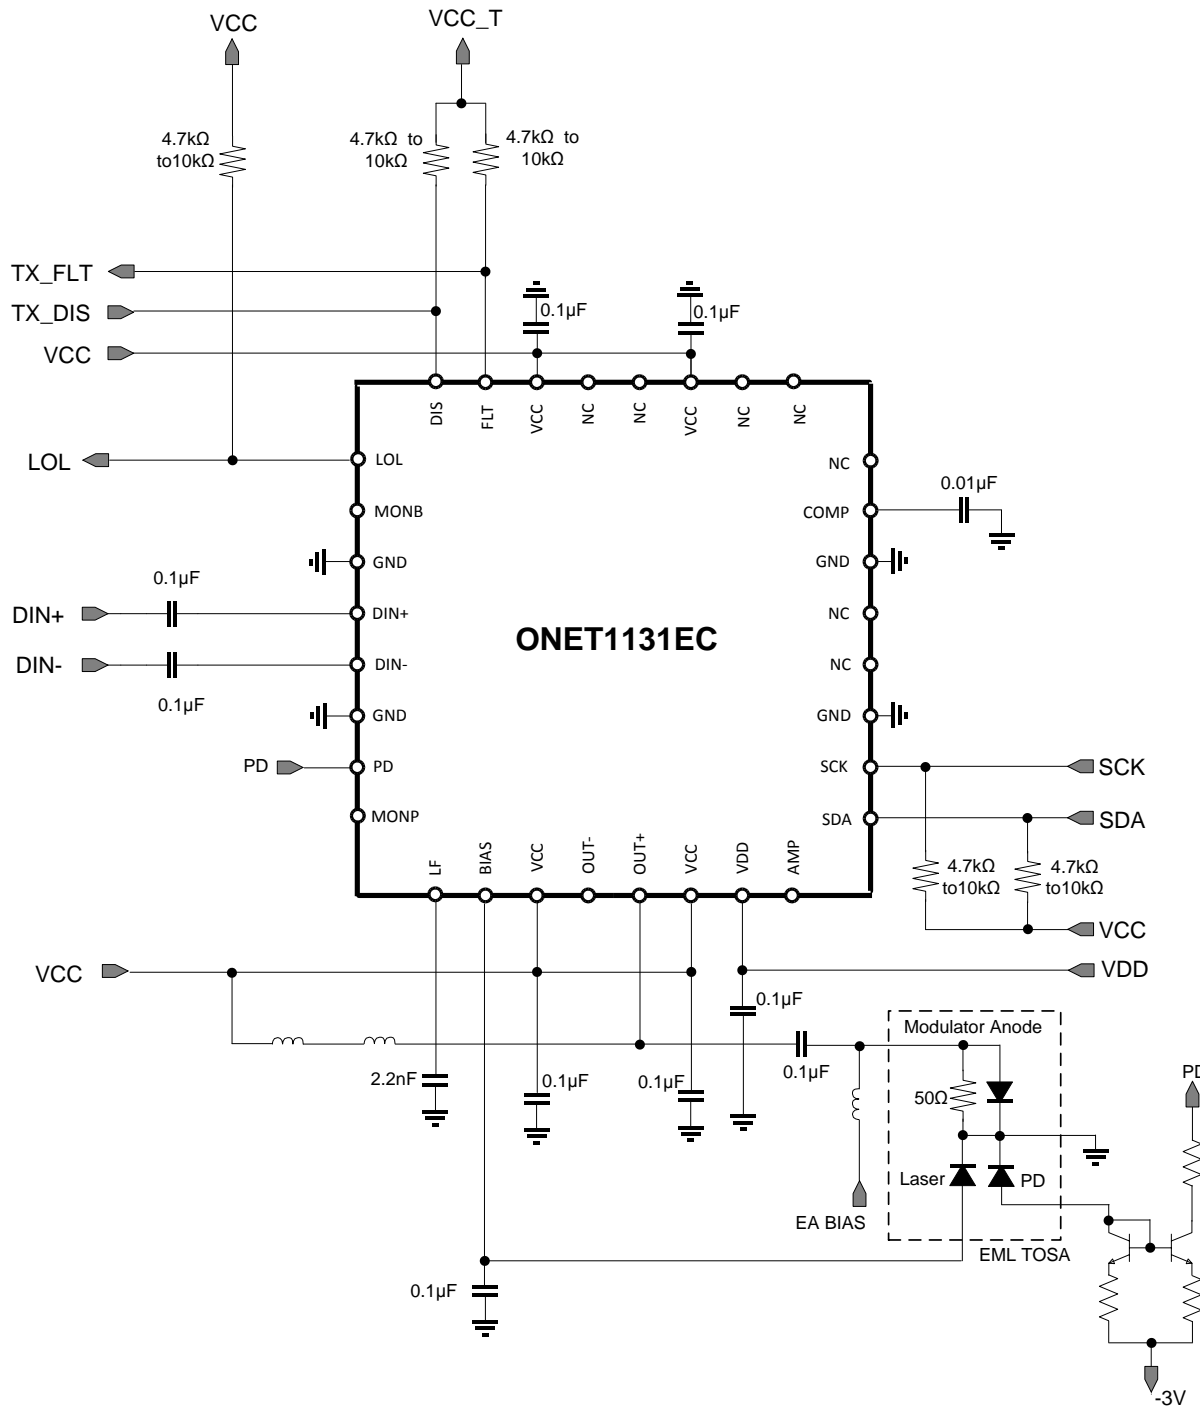 VCC
VCC_T
4.7kΩ
to10kΩ
4.7kΩ to
10kΩ
4.7kΩ to
10kΩ
TX_FLT
TX_DIS
VCC
0.1µF
0.1µF
DIS
FLT
VCC
NC
NC
VCC
NC
NC
LOL
LOL
NC
MONB
COMP
0.01µF
GND
GND
0.1µF
DIN+
DIN+
NC
ONET1131EC
DIN-
DIN-
NC
0.1µF
GND
GND
PD
PD
SCK
SCK
MONP
SDA
SDA
LF
BIAS
VCC
OUT-
OUT+
VCC
VDD
AMP
4.7kΩ
to10kΩ
4.7kΩ
to10kΩ
VCC
VCC
VDD
0.1µF
Modulator Anode
2.2nF
0.1µF
0.1µF
0.1µF
50Ω
PD
Laser
PD
EA BIAS
EML TOSA
0.1µF
-3V